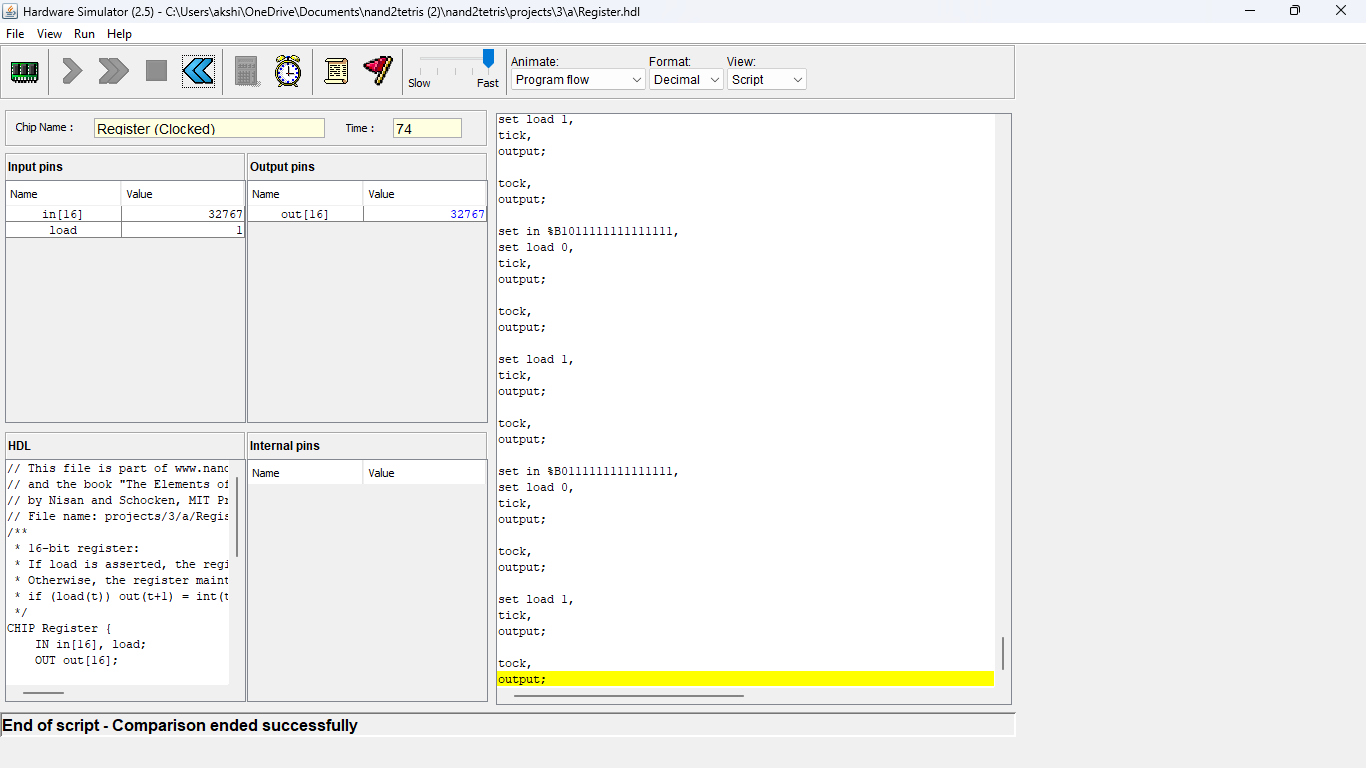 Hardware Simulator (2.5) - C:\Users\akshi\OneDrive\Documents\nand2tetris (2)\nand2tetris\projects\3\a\Register.hdl
File View Run Help
Slow Fast
Animate: Format: View:
Program flow Decimal Script
Chip Name : Register (Clocked) Time : 74
Input pins
Name Value
in[16] 32767
load 1
Output pins
Name Value
out[16] 32767
HDL
// This file is part of www.nand
// and the book "The Elements of
// by Nisan and Schocken, MIT Pr
// File name: projects/3/a/Regis
/**
* 16-bit register:
* If load is asserted, the regi
* Otherwise, the register maint
* if (load(t)) out(t+1) = int(t
*/
CHIP Register {
IN in[16], load;
OUT out[16];
Internal pins
Name Value
set load 1,
tick,
output;
tock,
output;
set in %B1011111111111111,
set load 0,
tick,
output;
tock,
output;
set load 1,
tick,
output;
tock,
output;
set in %B0111111111111111,
set load 0,
tick,
output;
tock,
output;
set load 1,
tick,
output;
tock,
output;
End of script - Comparison ended successfully